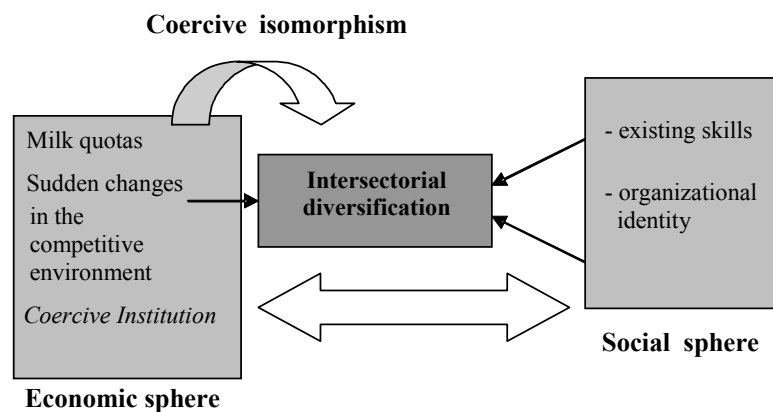 Coercive isomorphism
Milk quotas
Sudden changes
in the
competitive
environment
Coercive Institution
Economic sphere
Intersectorial
diversification
- existing skills
- organizational
identity
Social sphere